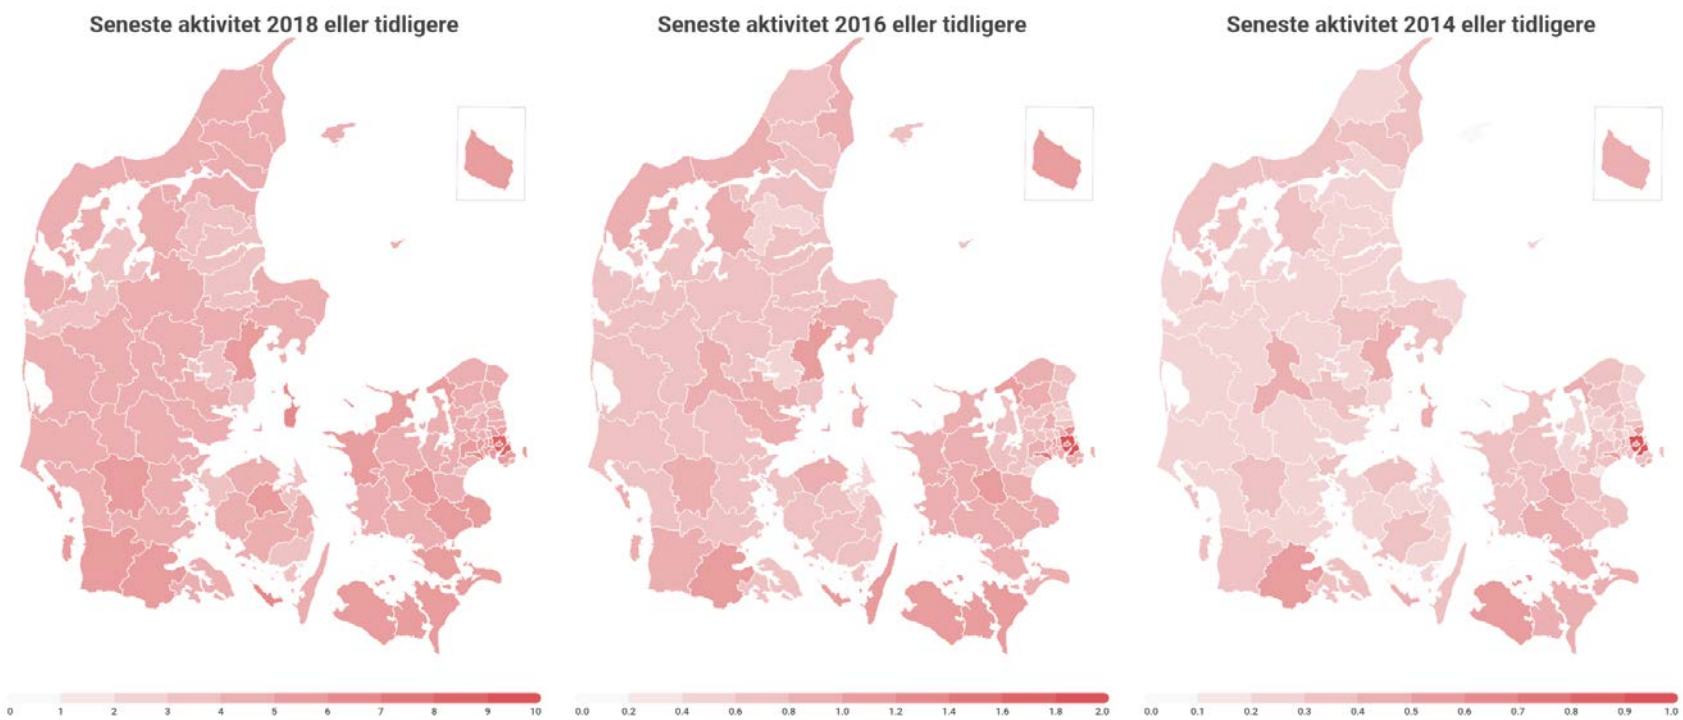 Seneste aktivitet 2018 eller tidligere
Seneste aktivitet 2016 eller tidligere
Seneste aktivitet 2014 eller tidligere
0 1 2 3 4 5 6 7 8 9 10
0.0 0.2 0.4 0.6 0.8 1.0 1.2 1.4 1.6 1.8 2.0
0.0 0.1 0.2 0.3 0.4 0.5 0.6 0.7 0.8 0.9 1.0